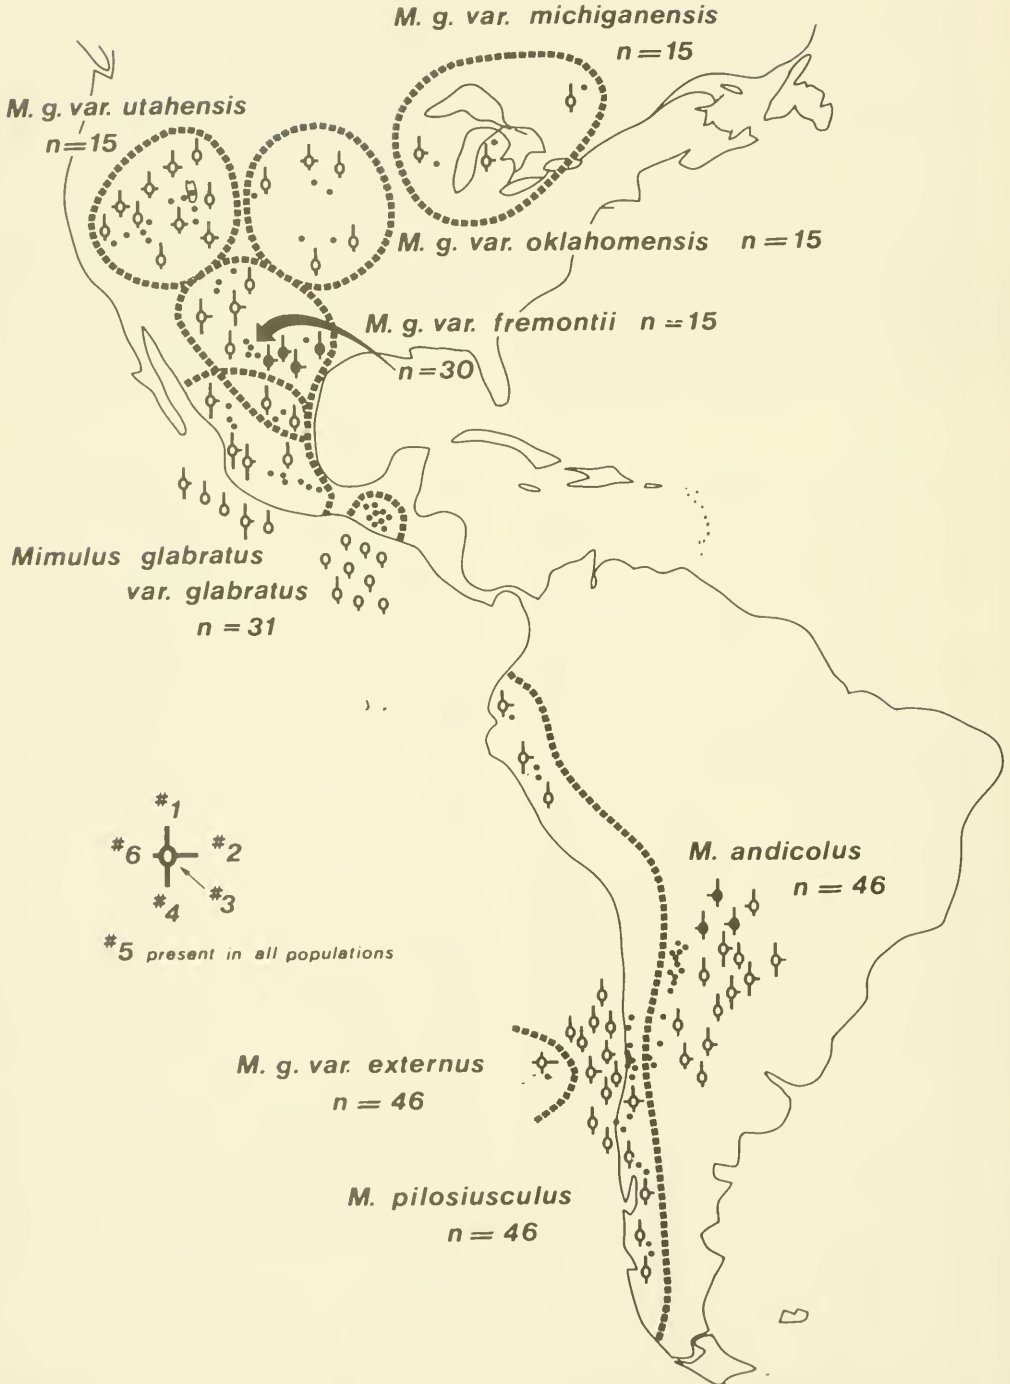 M. g. var. michiganensis
n=15
M. g. var. utahensis
n=15
M. g. var. oklahomensis n=15
M. g. var. fremontii n=15
n=30
Mimulus glabratus
var. glabratus
n = 31
#1
#6
#2
#3
#4
#5 present in all populations
M. andicolus
n = 46
M. g. var. externus
n = 46
M. pilosiusculus
n = 46